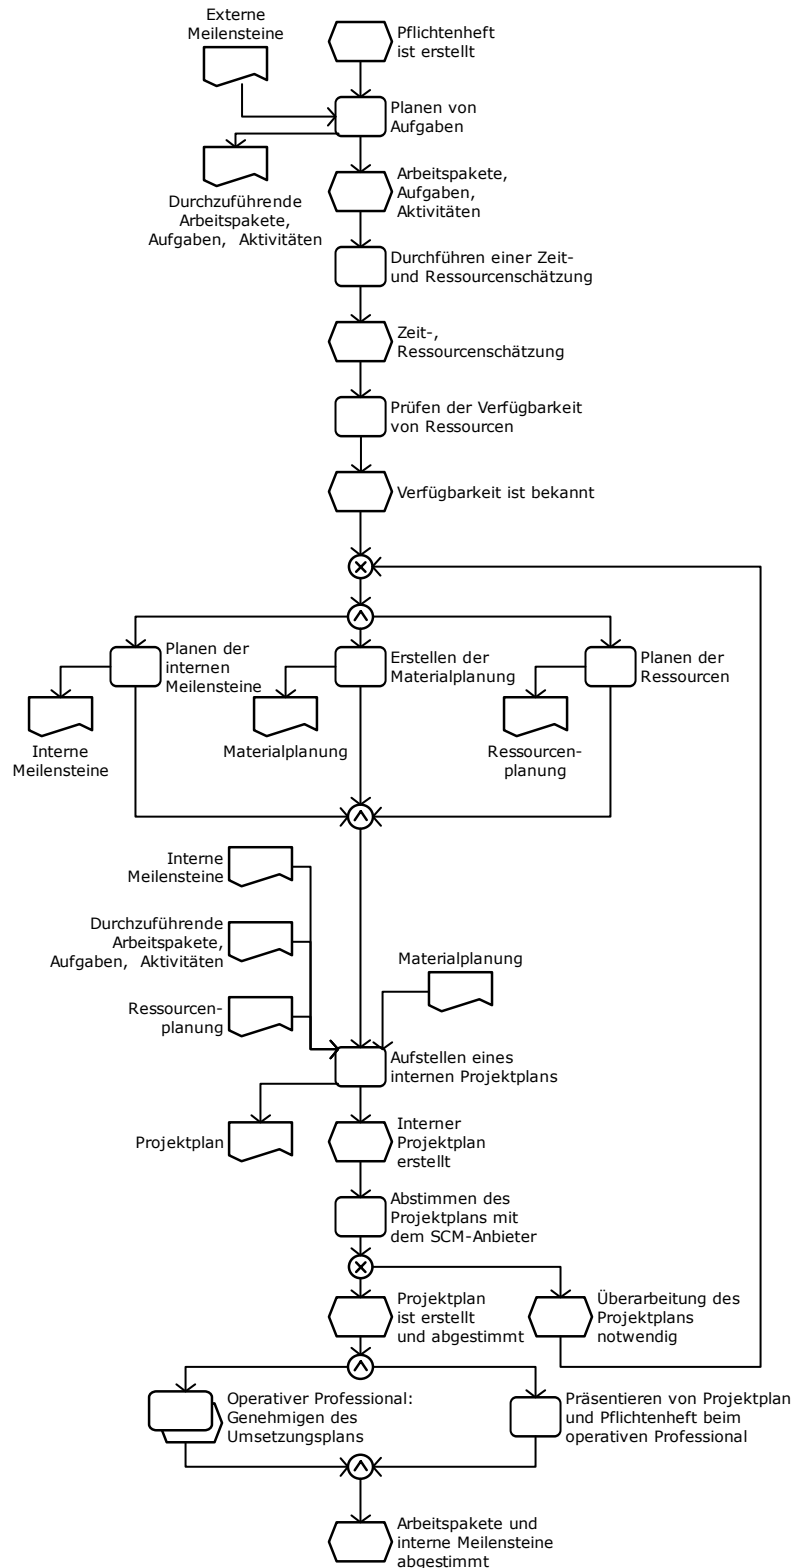 Externe
Meilensteine
Pflichtenheft
ist erstellt
Planen von
Aufgaben
Durchzuführende
Arbeitspakete,
Aufgaben, Aktivitäten
Arbeitspakete,
Aufgaben,
Aktivitäten
Durchführen einer Zeit-
und Ressourcenschätzung
Zeit-,
Ressourcenschätzung
Prüfen der Verfügbarkeit
von Ressourcen
Verfügbarkeit ist bekannt
Planen der
internen
Meilensteine
Erstellen der
Materialplanung
Planen der
Ressourcen
Interne
Meilensteine
Materialplanung
Ressourcen-
planung
Interne
Meilensteine
Durchzuführende
Arbeitspakete,
Aufgaben, Aktivitäten
Materialplanung
Ressourcen-
planung
Aufstellen eines
internen Projektplans
Projektplan
Interner
Projektplan
erstellt
Abstimmen des
Projektplans mit
dem SCM-Anbieter
Projektplan
ist erstellt
und abgestimmt
Überarbeitung des
Projektplans
notwendig
Operativer Professional:
Genehmigen des
Umsetzungsplans
Präsentieren von Projektplan
und Pflichtenheft beim
operativen Professional
Arbeitspakete und
interne Meilensteine
abgestimmt